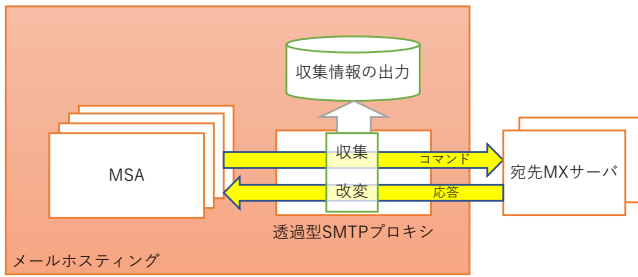 収集情報の出力
収集
コマンド
MSA
宛先MXサーバ
改変
応答
透過型SMTPプロキシ
メールホスティング